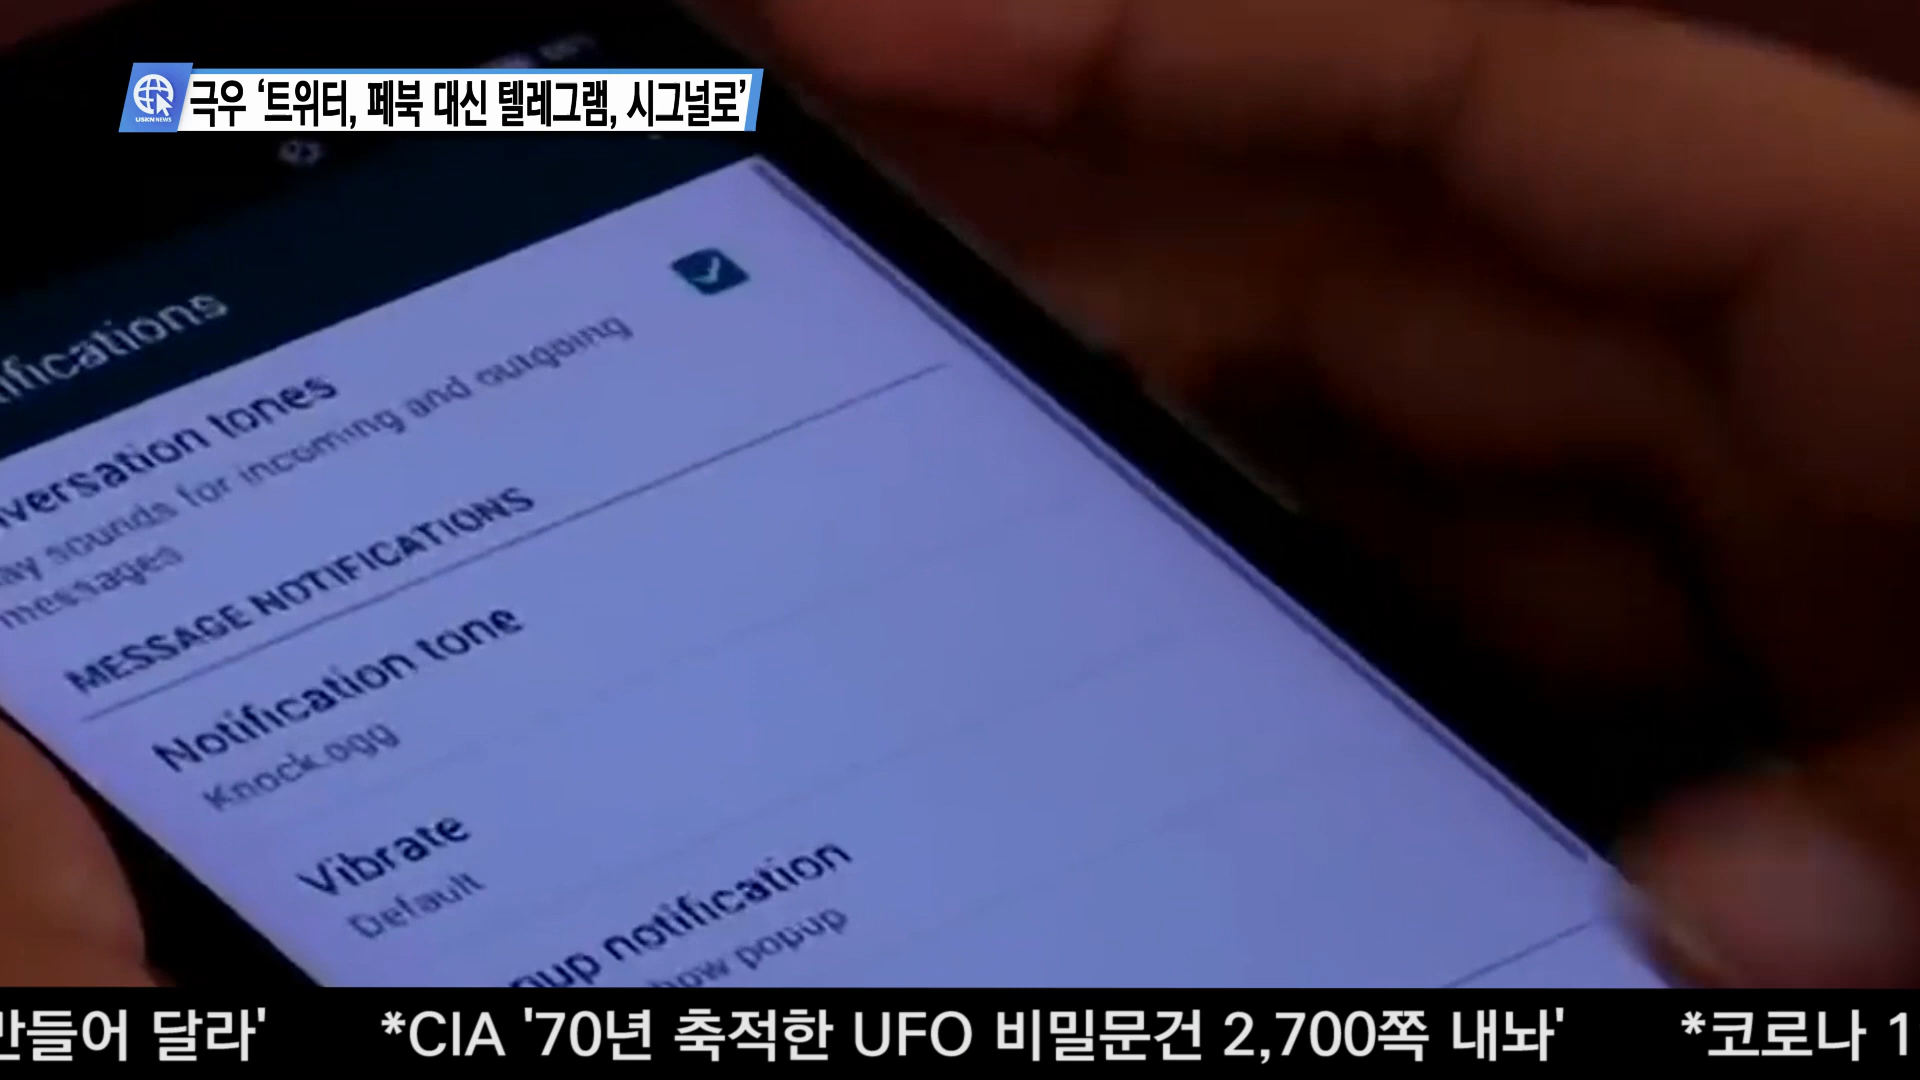 USKN NEWS
극우 ‘트위터, 페북 대신 텔레그램, 시그널로’
ifications
versation tones
ay sounds for incoming and outgoing
messages
MESSAGE NOTIFICATIONS
Notification tone
Knock.ogg
Vibrate
Default
pup notification
how popup
만들어 달라' *CIA '70년 축적한 UFO 비밀문건 2,700쪽 내놔' *코로나 1